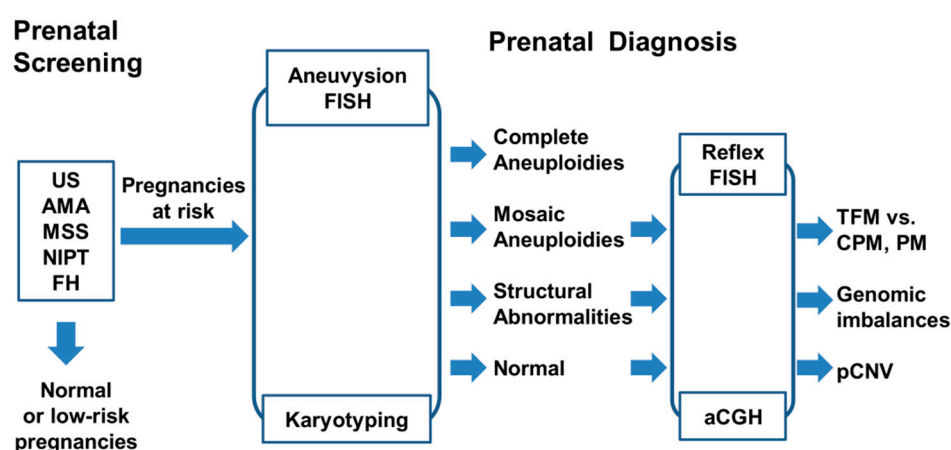 Prenatal
Screening
US
AMA
MSS
NIPT
FH
Pregnancies
at risk
Normal
or low-risk
pregnancies
Prenatal Diagnosis
Aneuvysion
FISH
Karyotyping
Complete
Aneuploidies
Mosaic
Aneuploidies
Structural
Abnormalities
Normal
Reflex
FISH
aCGH
TFM vs.
CPM, PM
Genomic
imbalances
pCNV